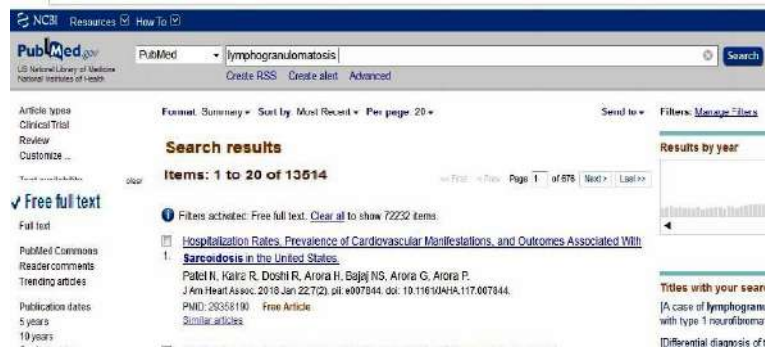 NCBI Resources How To
PubMed.gov
US National Library of Medicine
National Institutes of Health
PubMed
lymphogranulomatosis
Search
Create RSS Create alert Advanced
Article types
Clinical Trial
Review
Customize ...
clear
Free full text
Full text
PubMed Commons
Reader comments
Trending articles
Publication dates
5 years
10 years
Format: Summary Sort by: Most Recent Per page: 20
Send to
Search results
Items: 1 to 20 of 13514
<< First < Prev Page 1 of 676 Next > Last >>
Filters activated: Free full text. Clear all to show 72232 items.
Hospitalization Rates, Prevalence of Cardiovascular Manifestations, and Outcomes Associated With
1. Sarcoidosis in the United States.
Patel N, Kalra R, Doshi R, Arora H, Bajaj NS, Arora G, Arora P.
J Am Heart Assoc. 2018 Jan 22;7(2). pii: e007844. doi: 10.1161/JAHA.117.007844.
PMID: 29358190 Free Article
Similar articles
Filters: Manage Filters
Results by year
Titles with your sear
[A case of lymphogranu
with type 1 neurofibroma
[Differential diagnosis of t